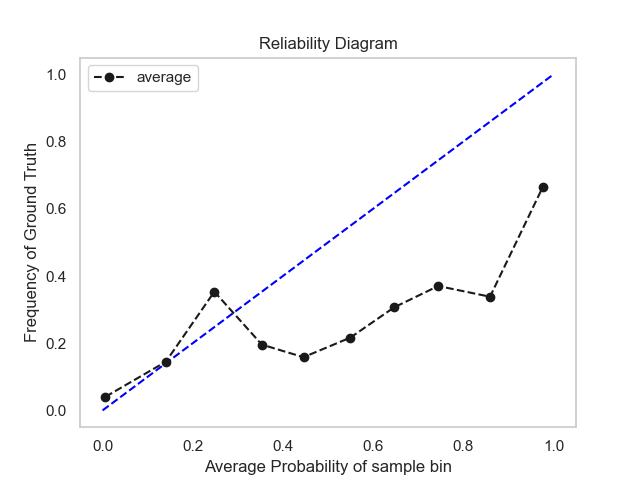 Reliability Diagram
average
Frequency of Ground Truth
1.0
0.8
0.6
0.4
0.2
0.0
0.0 0.2 0.4 0.6 0.8 1.0
Average Probability of sample bin